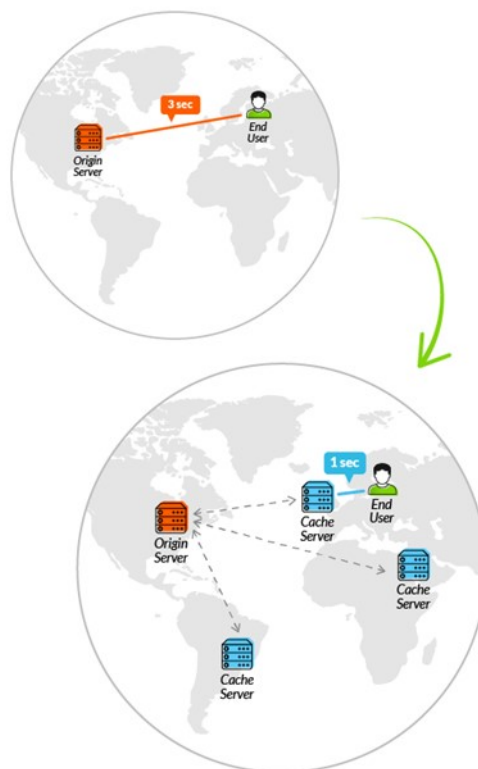 3 sec
End
User
Origin
Server
1 sec
Cache
Server
End
User
Origin
Server
Cache
Server
Cache
Server